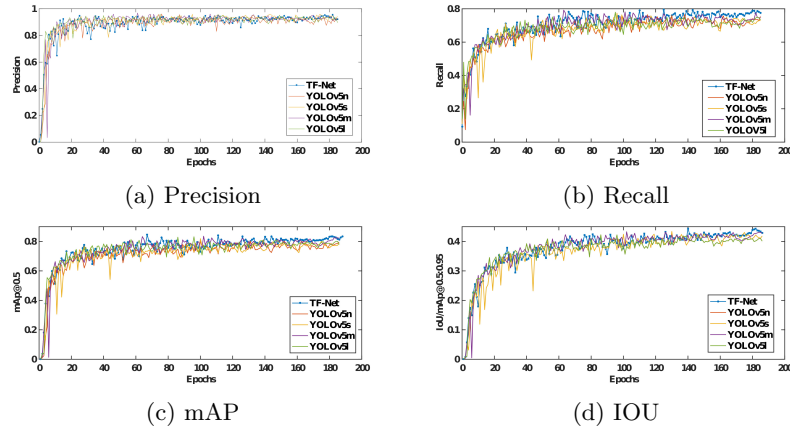 1
0.8
0.6
0.4
0.2
0
Precision
0 20 40 60 80 100 120 140 160 180 200
Epochs
TF-Net
YOLOv5n
YOLOv5s
YOLOv5m
YOLOv5l
(a) Precision
0.8
0.6
0.4
0.2
0
Recall
0 20 40 60 80 100 120 140 160 180 200
Epochs
TF-Net
YOLOv5n
YOLOv5s
YOLOv5m
YOLOV5l
(b) Recall
0.8
0.6
0.4
0.2
0
mAp@0.5
0 20 40 60 80 100 120 140 160 180 200
Epochs
TF-Net
YOLOv5n
YOLOv5s
YOLOv5m
YOLOv5l
(c) mAP
0.4
0.3
0.2
0.1
0
IoU/mAp@0.5:0.95
0 20 40 60 80 100 120 140 160 180 200
Epochs
TF-Net
YOLOv5n
YOLOv5s
YOLOv5m
YOLOv5l
(d) IOU